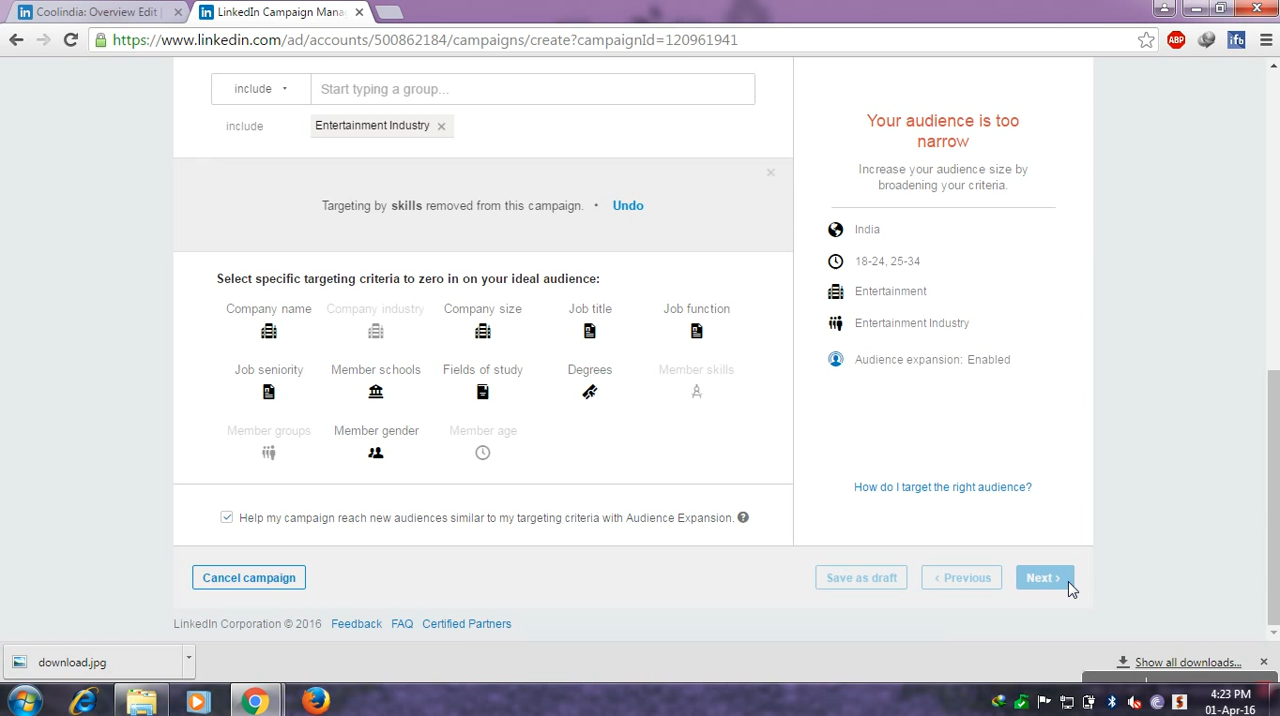 Coolindia: Overview Edit |
LinkedIn Campaign Mana
https://www.linkedin.com/ad/accounts/500862184/campaigns/create?campaignId=120961941
ABP
ifb
include
Start typing a group...
include
Entertainment Industry
Targeting by skills removed from this campaign. • Undo
Select specific targeting criteria to zero in on your ideal audience:
Company name
Company industry
Company size
Job title
Job function
Job seniority
Member schools
Fields of study
Degrees
Member skills
Member groups
Member gender
Member age
Help my campaign reach new audiences similar to my targeting criteria with Audience Expansion.
Your audience is too
narrow
Increase your audience size by
broadening your criteria.
India
18-24, 25-34
Entertainment
Entertainment Industry
Audience expansion: Enabled
How do I target the right audience?
Cancel campaign
Save as draft
‹ Previous
Next ›
LinkedIn Corporation © 2016 Feedback FAQ Certified Partners
download.jpg
Show all downloads...
4:23 PM
01-Apr-16